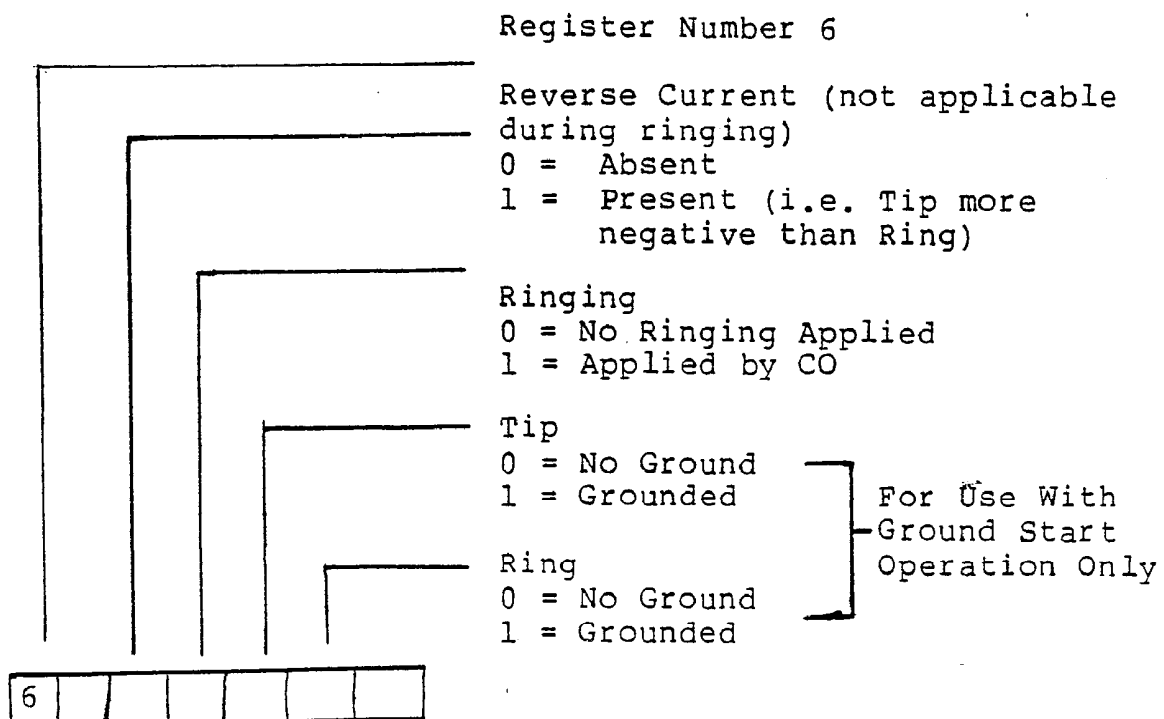 Register Number 6
Reverse Current (not applicable
during ringing)
0 = Absent
1 = Present (i.e. Tip more
negative than Ring)
Ringing
0 = No Ringing Applied
1 = Applied by CO
Tip
0 = No Ground
1 = Grounded
For Use With
Ground Start
Operation Only
Ring
0 = No Ground
1 = Grounded
6